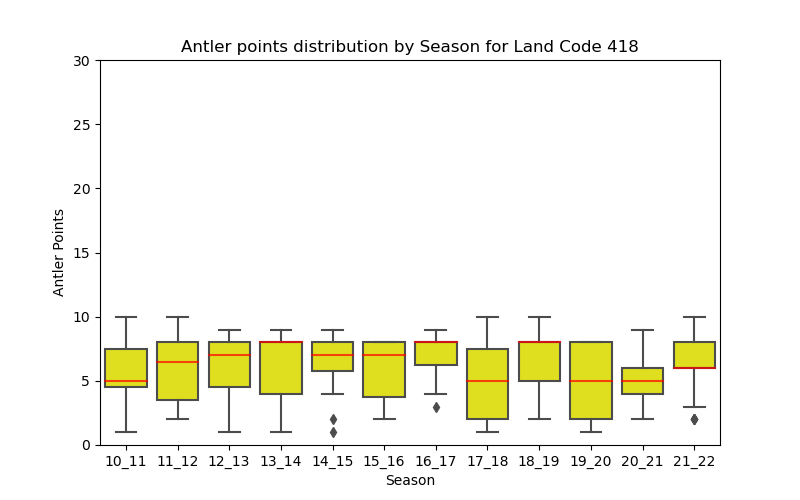 Antler points distribution by Season for Land Code 418
30
25
20
15
10
5
0
Antler Points
10_11 11_12 12_13 13_14 14_15 15_16 16_17 17_18 18_19 19_20 20_21 21_22
Season